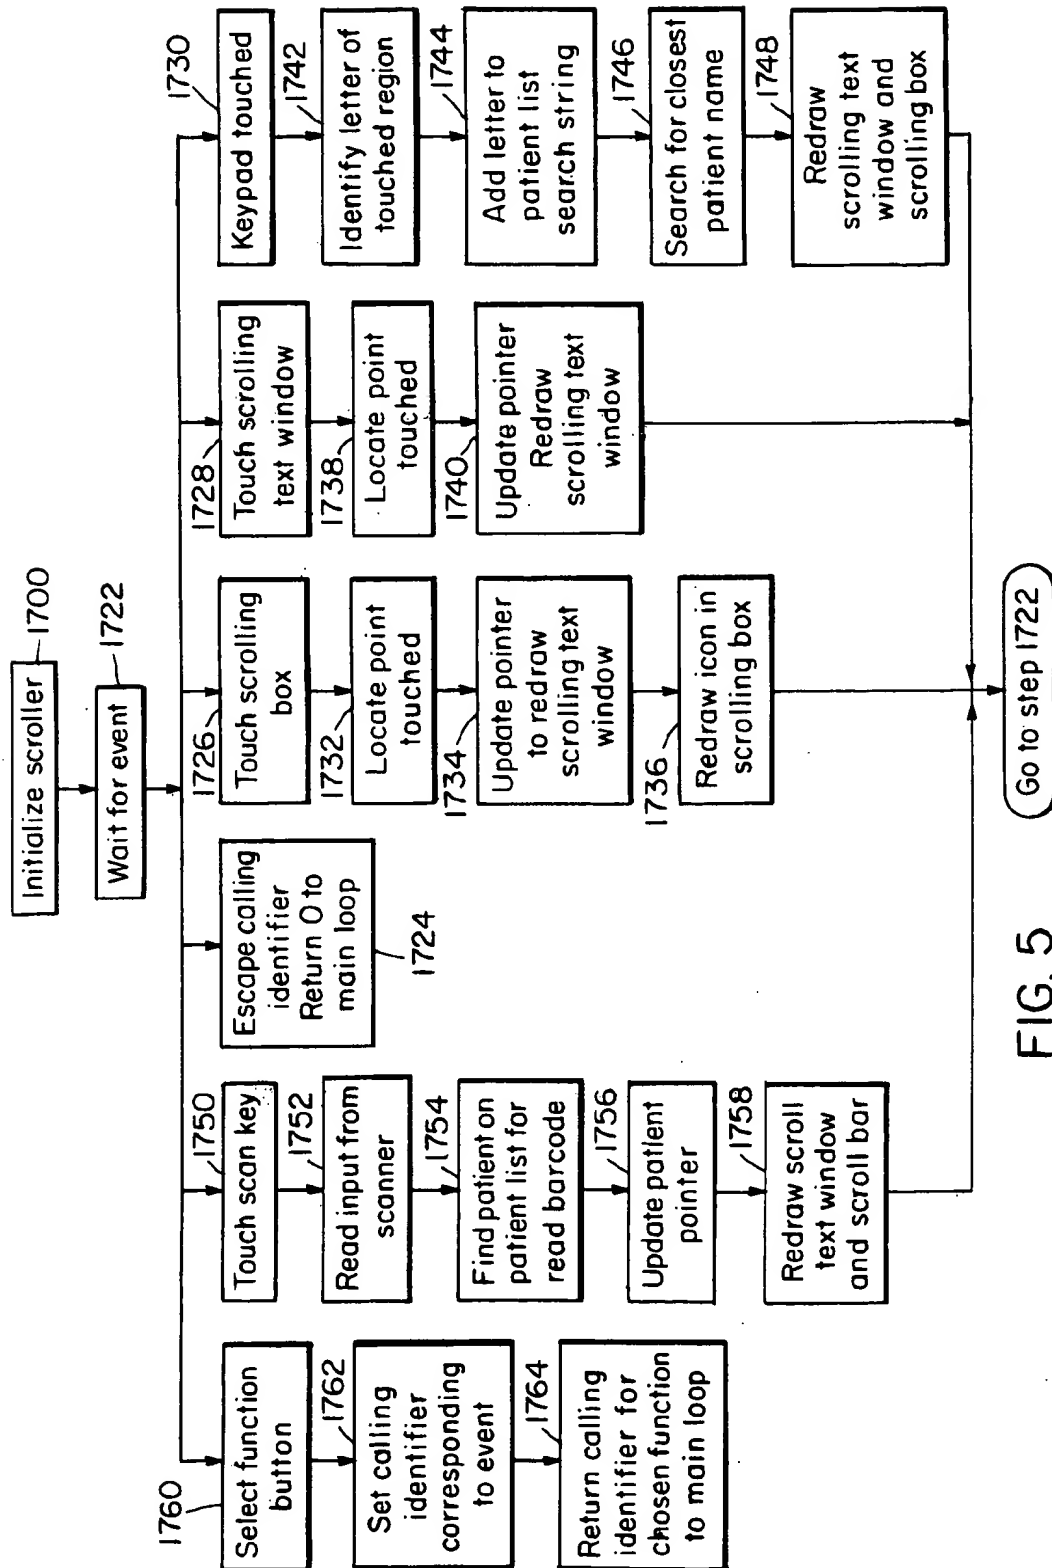 Initialize scroller
1700
Wait for event
1722
1760
Select function
button
1762
Set calling
identifier
corresponding
to event
1764
Return calling
identifier for
chosen function
to main loop
1750
Touch scan key
1752
Read input from
scanner
1754
Find patient on
patient list for
read barcode
1756
Update patient
pointer
1758
Redraw scroll
text window
and scroll bar
Escape calling
identifier
Return O to
main loop
1724
1726
Touch scrolling
box
1732
Locate point
touched
1734
Update pointer
to redraw
scrolling text
window
1736
Redraw icon in
scrolling box
1728
Touch scrolling
text window
1738
Locate point
touched
1740
Update pointer
Redraw
scrolling text
window
1730
Keypad touched
1742
Identify letter of
touched region
1744
Add letter to
patient list
search string
1746
Search for closest
patient name
1748
Redraw
scrolling text
window and
scrolling box
Go to step 1722
FIG. 5